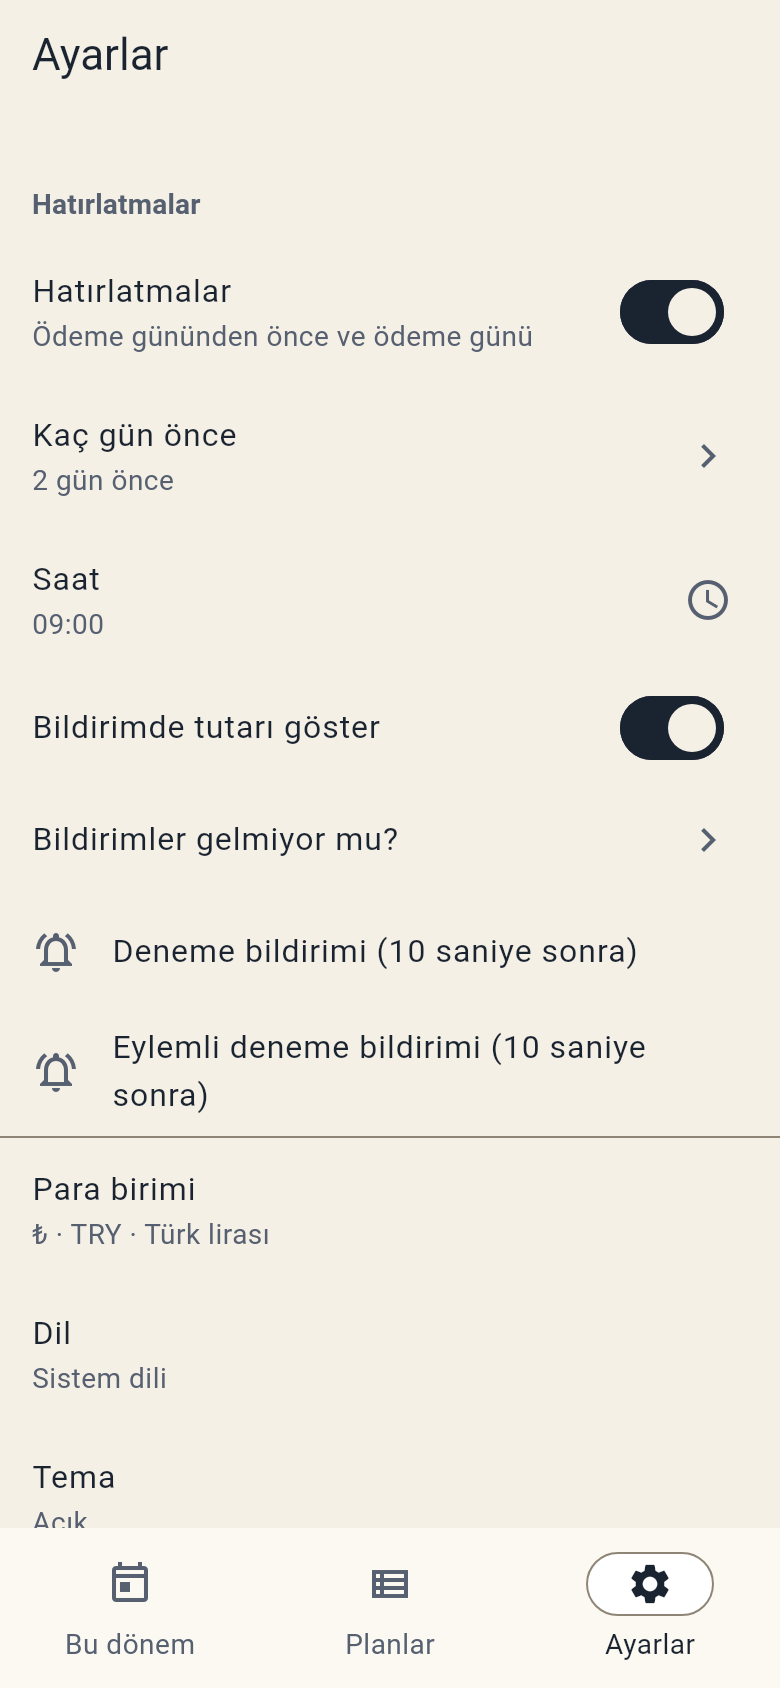 Ayarlar
Hatırlatmalar
Hatırlatmalar
Ödeme gününden önce ve ödeme günü
Kaç gün önce
2 gün önce
Saat
09:00
Bildirimde tutarı göster
Bildirimler gelmiyor mu?
Deneme bildirimi (10 saniye sonra)
Eylemli deneme bildirimi (10 saniye
sonra)
Para birimi
₺ · TRY · Türk lirası
Dil
Sistem dili
Tema
Açık
Bu dönem
Planlar
Ayarlar